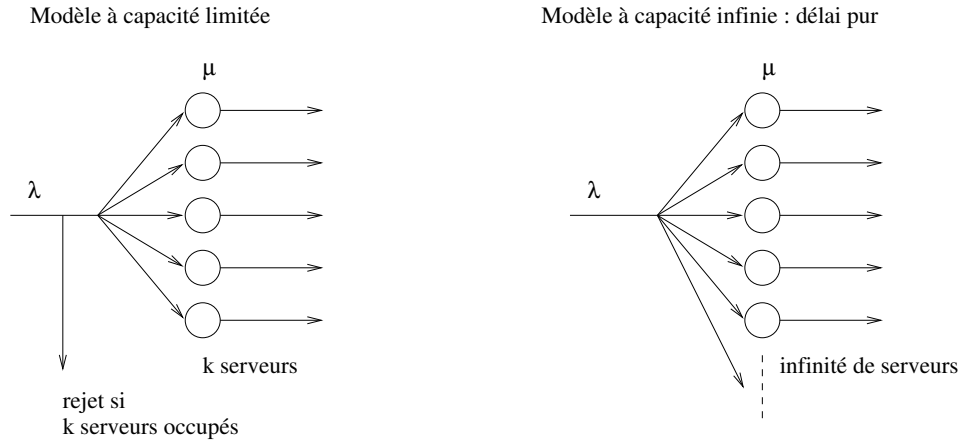 Modèle à capacité limitée
μ
λ
k serveurs
rejet si
k serveurs occupés
Modèle à capacité infinie : délai pur
μ
λ
infinité de serveurs